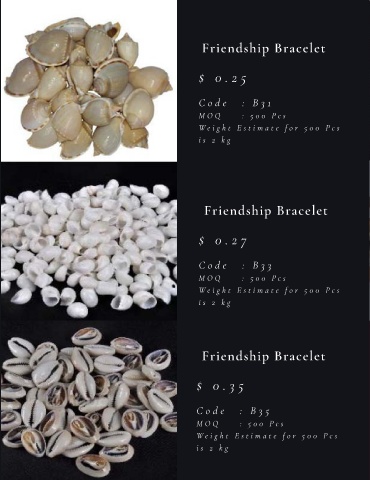 Friendship Bracelet
$ 0.25
Code : B31
MOQ : 500 Pcs
Weight Estimate for 500 Pcs
is 2 kg
Friendship Bracelet
$ 0.27
Code : B33
MOQ : 500 Pcs
Weight Estimate for 500 Pcs
is 2 kg
Friendship Bracelet
$ 0.35
Code : B35
MOQ : 500 Pcs
Weight Estimate for 500 Pcs
is 2 kg